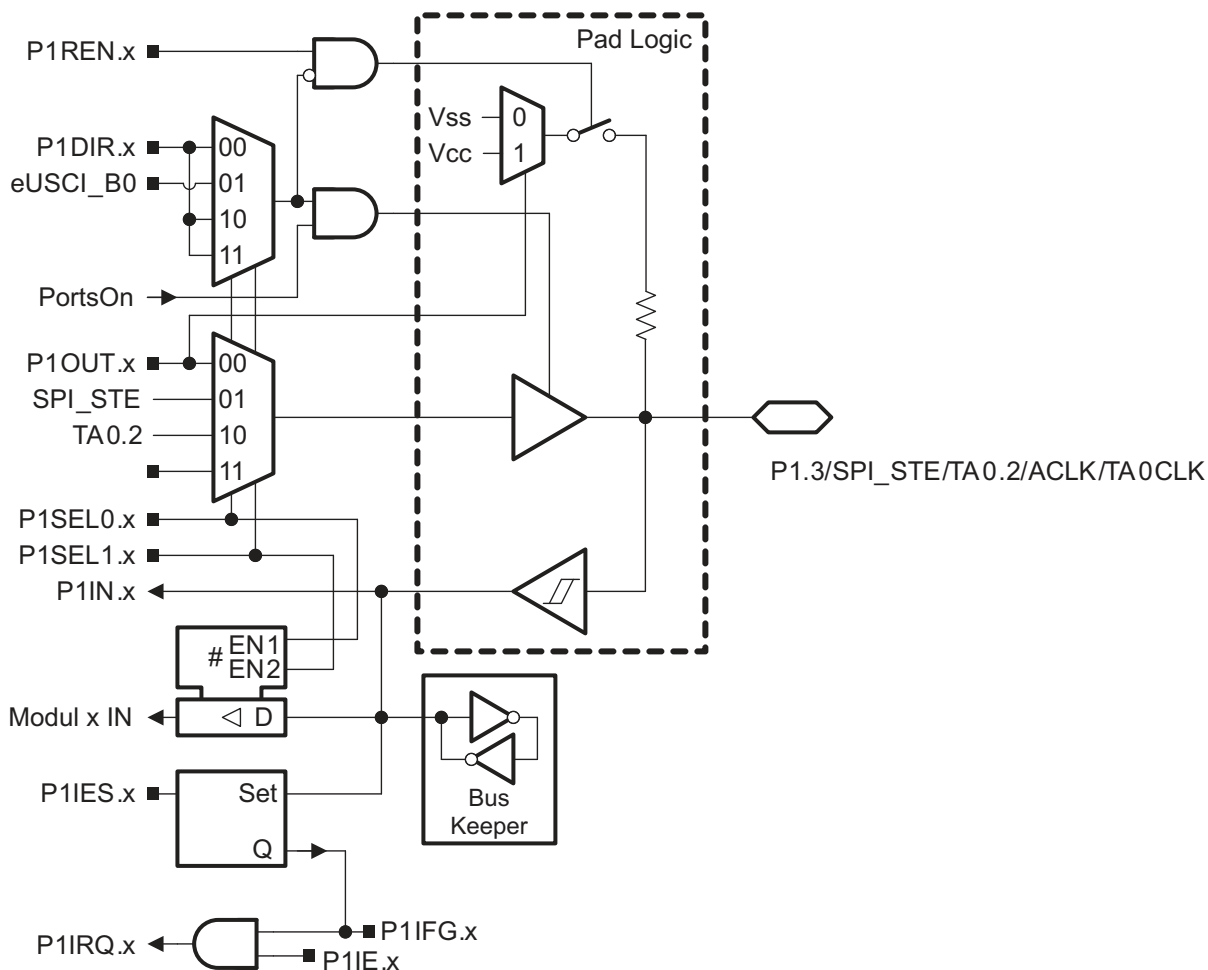 Pad Logic
P1REN.x
Vss 0
Vcc 1
P1DIR.x 00
eUSCI_B0 01
10
11
PortsOn
P1OUT.x 00
SPI_STE 01
TA0.2 10
11
P1.3/SPI_STE/TA0.2/ACLK/TA0CLK
P1SEL0.x
P1SEL1.x
P1IN.x
# EN1
EN2
Modul x IN D
P1IES.x Set
Bus
Keeper
Q
P1IFG.x
P1IRQ.x
P1IE.x